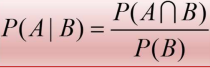 P(A | B) = P(A ∩ B) / P(B)